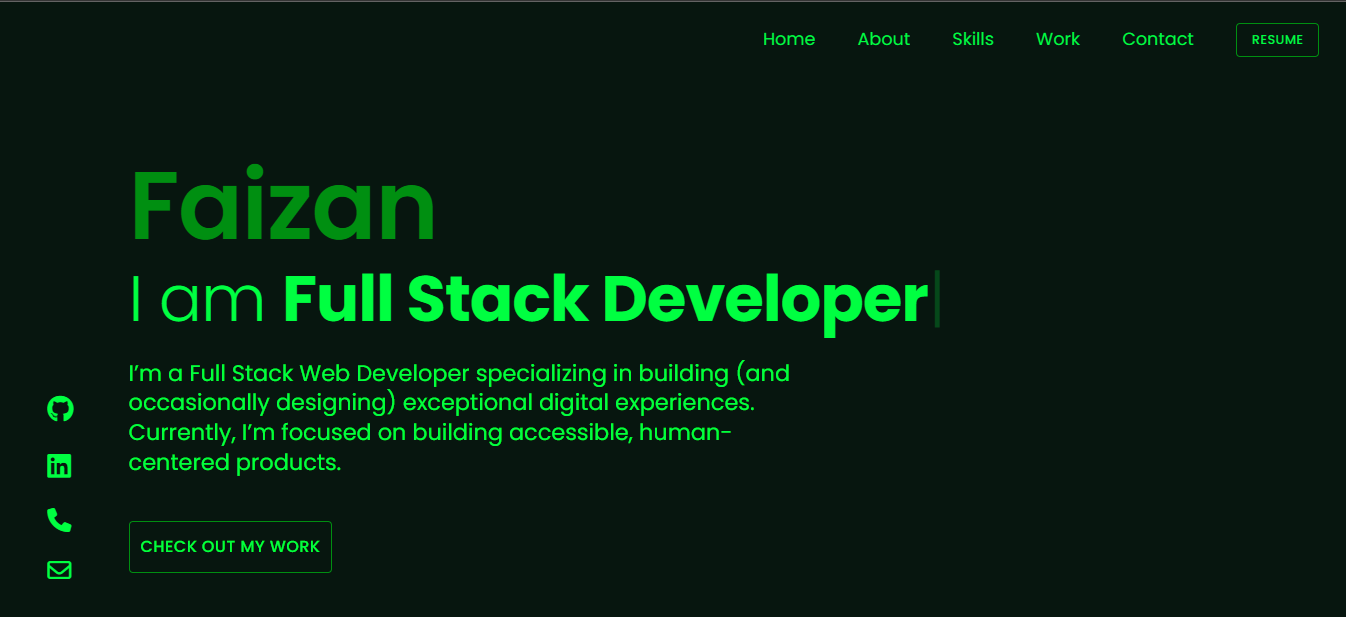 Home About Skills Work Contact RESUME
Faizan
I am Full Stack Developer
I’m a Full Stack Web Developer specializing in building (and
occasionally designing) exceptional digital experiences.
Currently, I’m focused on building accessible, human-
centered products.
CHECK OUT MY WORK